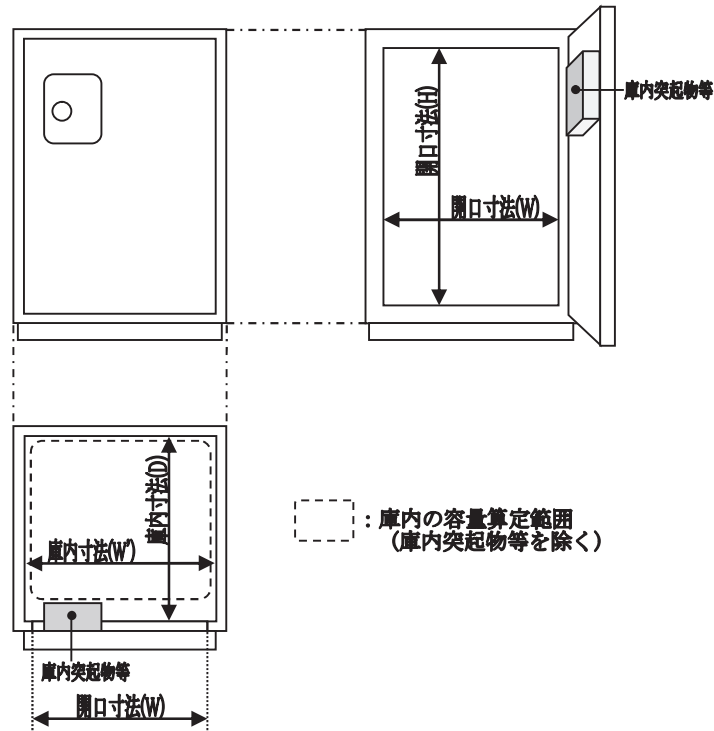 庫内突起物等
開口寸法(H)
開口寸法(W)
庫内寸法(D)
庫内寸法(W')
：庫内の容量算定範囲
（庫内突起物等を除く）
庫内突起物等
開口寸法(W)